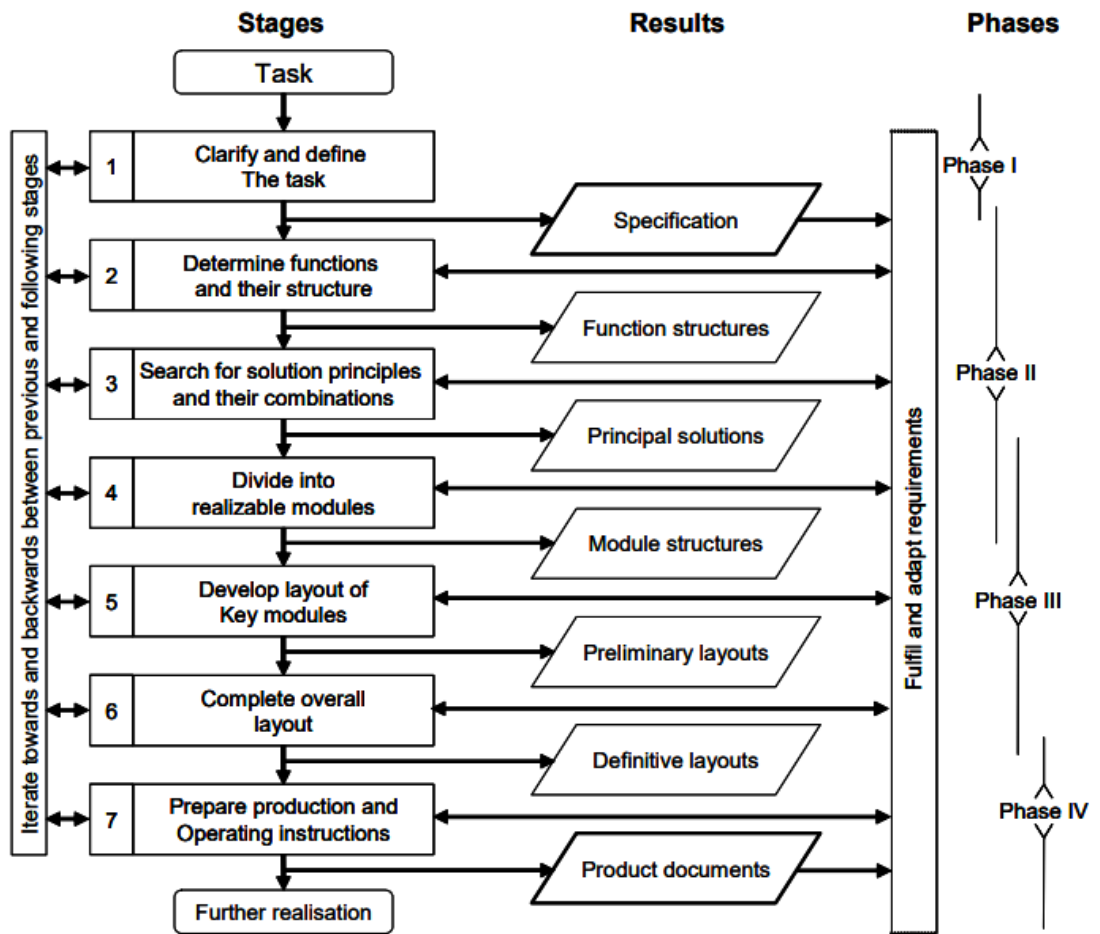 Stages
Results
Phases
Task
Iterate towards and backwards between previous and following stages
1
Clarify and define
The task
Phase I
Specification
2
Determine functions
and their structure
Function structures
3
Search for solution principles
and their combinations
Phase II
Principal solutions
4
Divide into
realizable modules
Module structures
5
Develop layout of
Key modules
Phase III
Preliminary layouts
6
Complete overall
layout
Definitive layouts
7
Prepare production and
Operating instructions
Phase IV
Product documents
Further realisation
Fulfil and adapt requirements